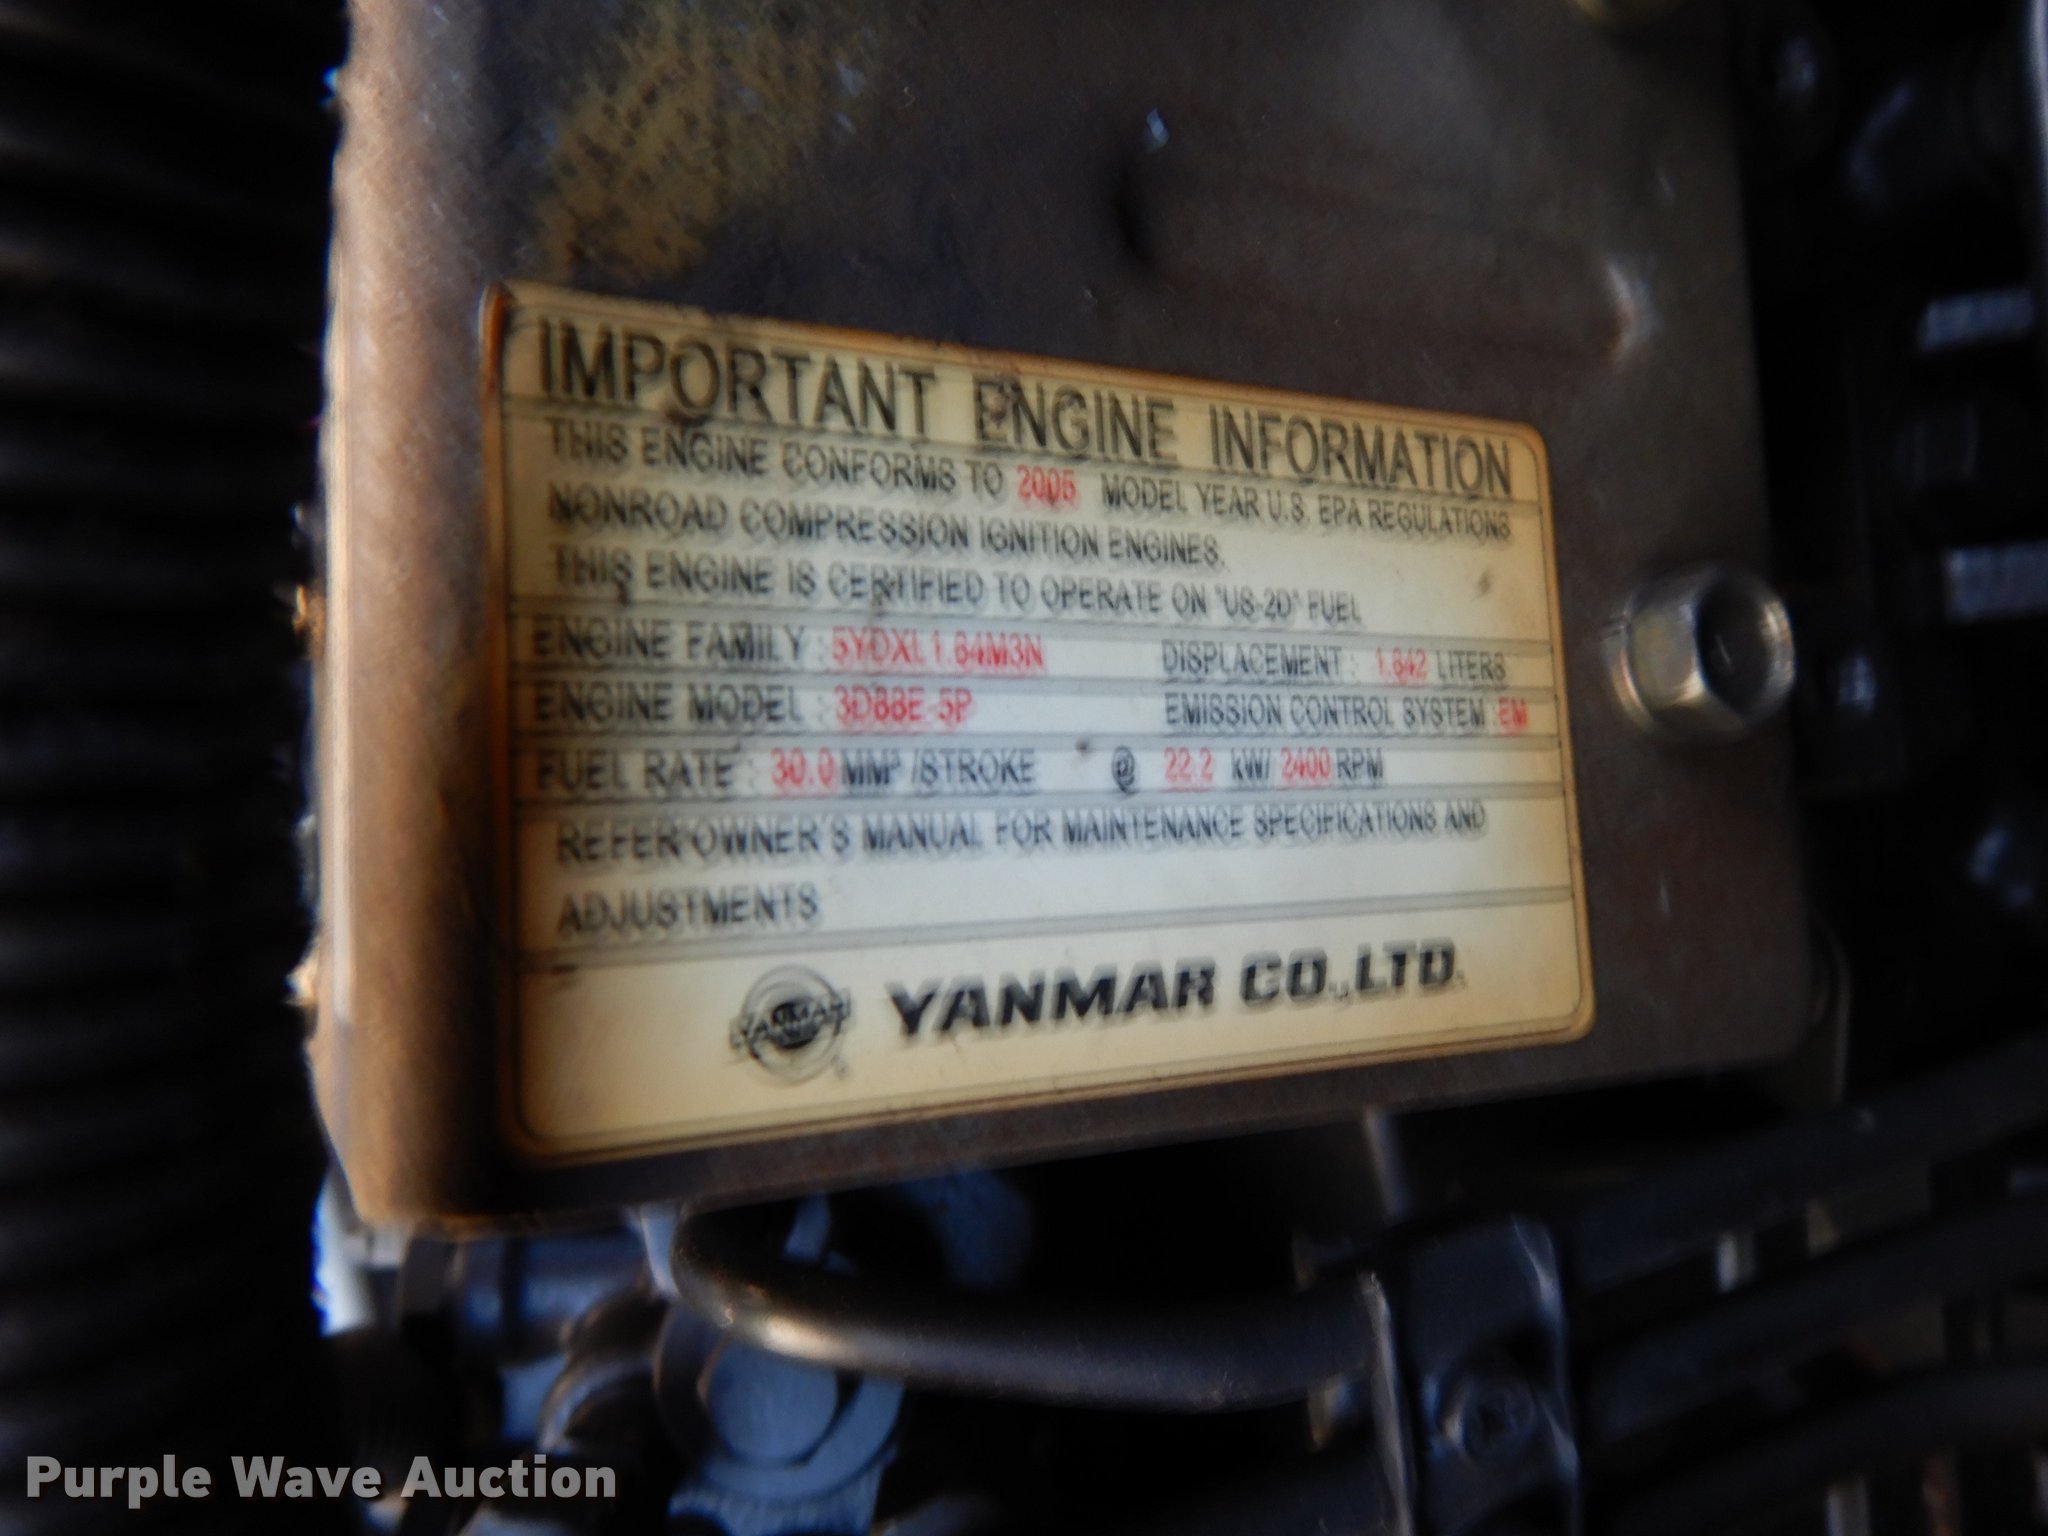 IMPORTANT ENGINE INFORMATION
THIS ENGINE CONFORMS TO 2005 MODEL YEAR U.S. EPA REGULATIONS
NONROAD COMPRESSION IGNITION ENGINES.
THIS ENGINE IS CERTIFIED TO OPERATE ON "US-2D" FUEL
ENGINE FAMILY : 5YDXL1.84M3N DISPLACEMENT : 1.642 LITERS
ENGINE MODEL : 3D88E-5P EMISSION CONTROL SYSTEM : EM
FUEL RATE : 30.0 MM³/STROKE @ 22.2 kW/ 2400 RPM
REFER OWNER'S MANUAL FOR MAINTENANCE SPECIFICATIONS AND
ADJUSTMENTS
YANMAR YANMAR CO.,LTD.
Purple Wave Auction